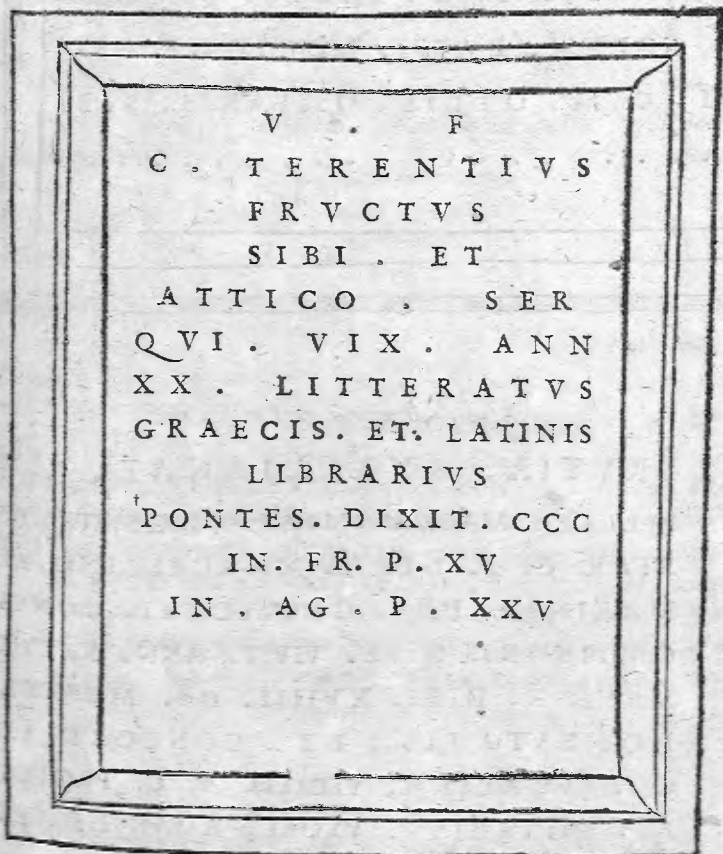 V . F
C . TERENTIVS
FRVCTVS
SIBI . ET
ATTICO . SER
QVI . VIX . ANN
XX . LITTERATVS
GRAECIS. ET. LATINIS
LIBRARIVS
†PONTES. DIXIT. CCC
IN. FR. P. XV
IN . AG . P . XXV